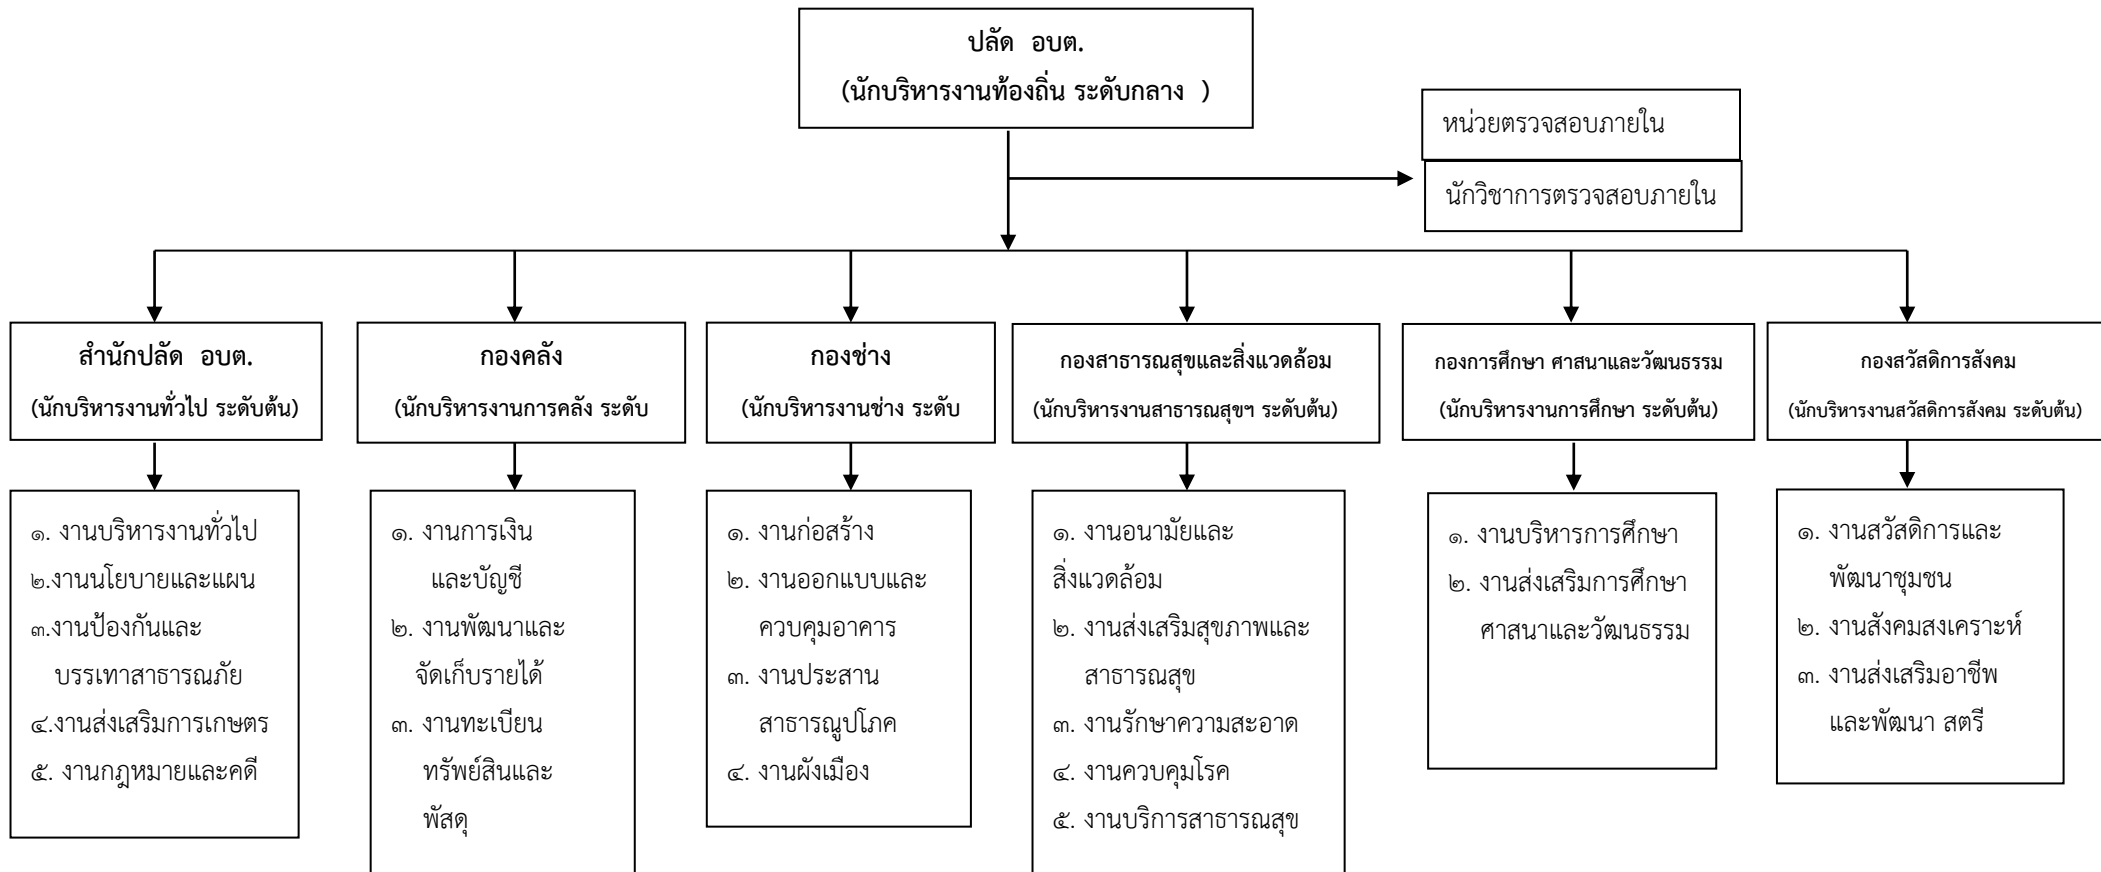 ปลัด  อบต.
(นักบริหารงานท้องถิ่น ระดับกลาง  )
หน่วยตรวจสอบภายใน
นักวิชาการตรวจสอบภายใน
สำนักปลัด  อบต.
(นักบริหารงานทั่วไป ระดับต้น)
๑. งานบริหารงานทั่วไป
๒.งานนโยบายและแผน
๓.งานป้องกันและ
บรรเทาสาธารณภัย
๔.งานส่งเสริมการเกษตร
๕. งานกฎหมายและคดี
กองคลัง
(นักบริหารงานการคลัง ระดับ
๑. งานการเงิน
และบัญชี
๒. งานพัฒนาและ
จัดเก็บรายได้
๓. งานทะเบียน
ทรัพย์สินและ
พัสดุ
กองช่าง
(นักบริหารงานช่าง ระดับ
๑. งานก่อสร้าง
๒. งานออกแบบและ
ควบคุมอาคาร
๓. งานประสาน
สาธารณูปโภค
๔. งานผังเมือง
กองสาธารณสุขและสิ่งแวดล้อม
(นักบริหารงานสาธารณสุขฯ ระดับต้น)
๑. งานอนามัยและ
สิ่งแวดล้อม
๒. งานส่งเสริมสุขภาพและ
สาธารณสุข
๓. งานรักษาความสะอาด
๔. งานควบคุมโรค
๕. งานบริการสาธารณสุข
กองการศึกษา ศาสนาและวัฒนธรรม
(นักบริหารงานการศึกษา ระดับต้น)
๑. งานบริหารการศึกษา
๒. งานส่งเสริมการศึกษา
ศาสนาและวัฒนธรรม
กองสวัสดิการสังคม
(นักบริหารงานสวัสดิการสังคม ระดับต้น)
๑. งานสวัสดิการและ
พัฒนาชุมชน
๒. งานสังคมสงเคราะห์
๓. งานส่งเสริมอาชีพ
และพัฒนา สตรี